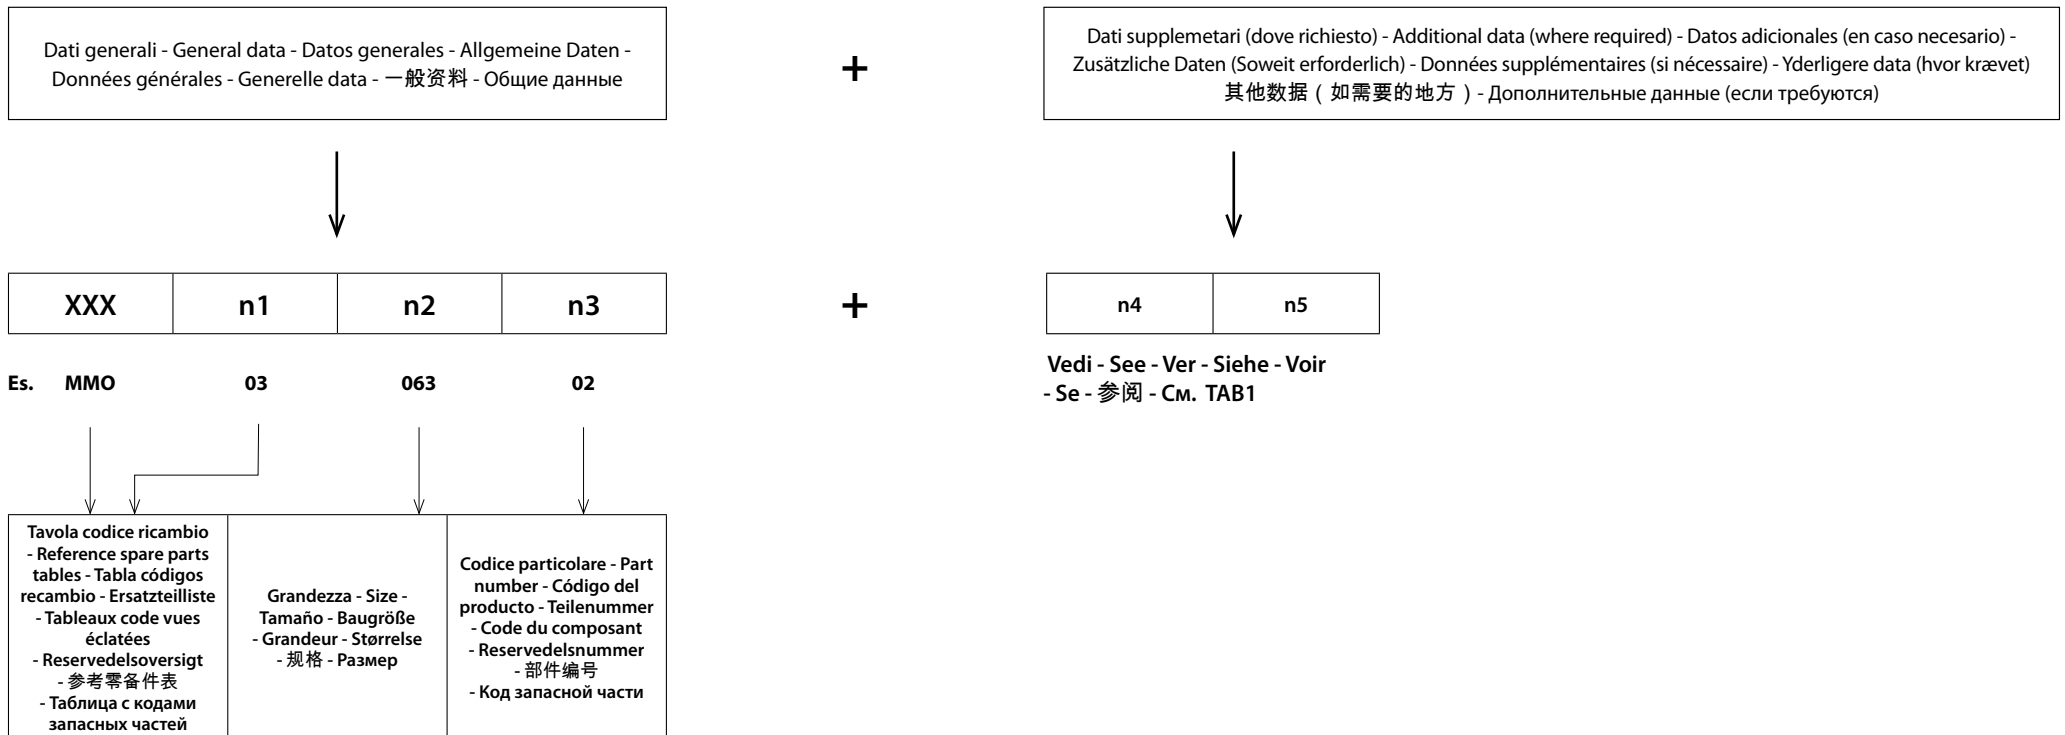 Dati generali - General data - Datos generales - Allgemeine Daten -
Données générales - Generelle data - 一般资料 - Общие данные
+
Dati supplemetari (dove richiesto) - Additional data (where required) - Datos adicionales (en caso necesario) -
Zusätzliche Daten (Soweit erforderlich) - Données supplémentaires (si nécessaire) - Yderligere data (hvor krævet)
其他数据（如需要的地方） - Дополнительные данные (если требуются)
XXX n1 n2 n3 + n4 n5
Vedi - See - Ver - Siehe - Voir
- Se - 参阅 - См. TAB1
Es. MMO 03 063 02
Tavola codice ricambio
- Reference spare parts
tables - Tabla códigos
recambio - Ersatzteilliste
- Tableaux code vues
éclatées
- Reservedelsoversigt
- 参考零备件表
- Таблица с кодами
запасных частей
Grandezza - Size -
Tamaño - Baugröße
- Grandeur - Størrelse
- 规格 - Размер
Codice particolare - Part
number - Código del
producto - Teilenummer
- Code du composant
- Reservedelsnummer
- 部件编号
- Код запасной части